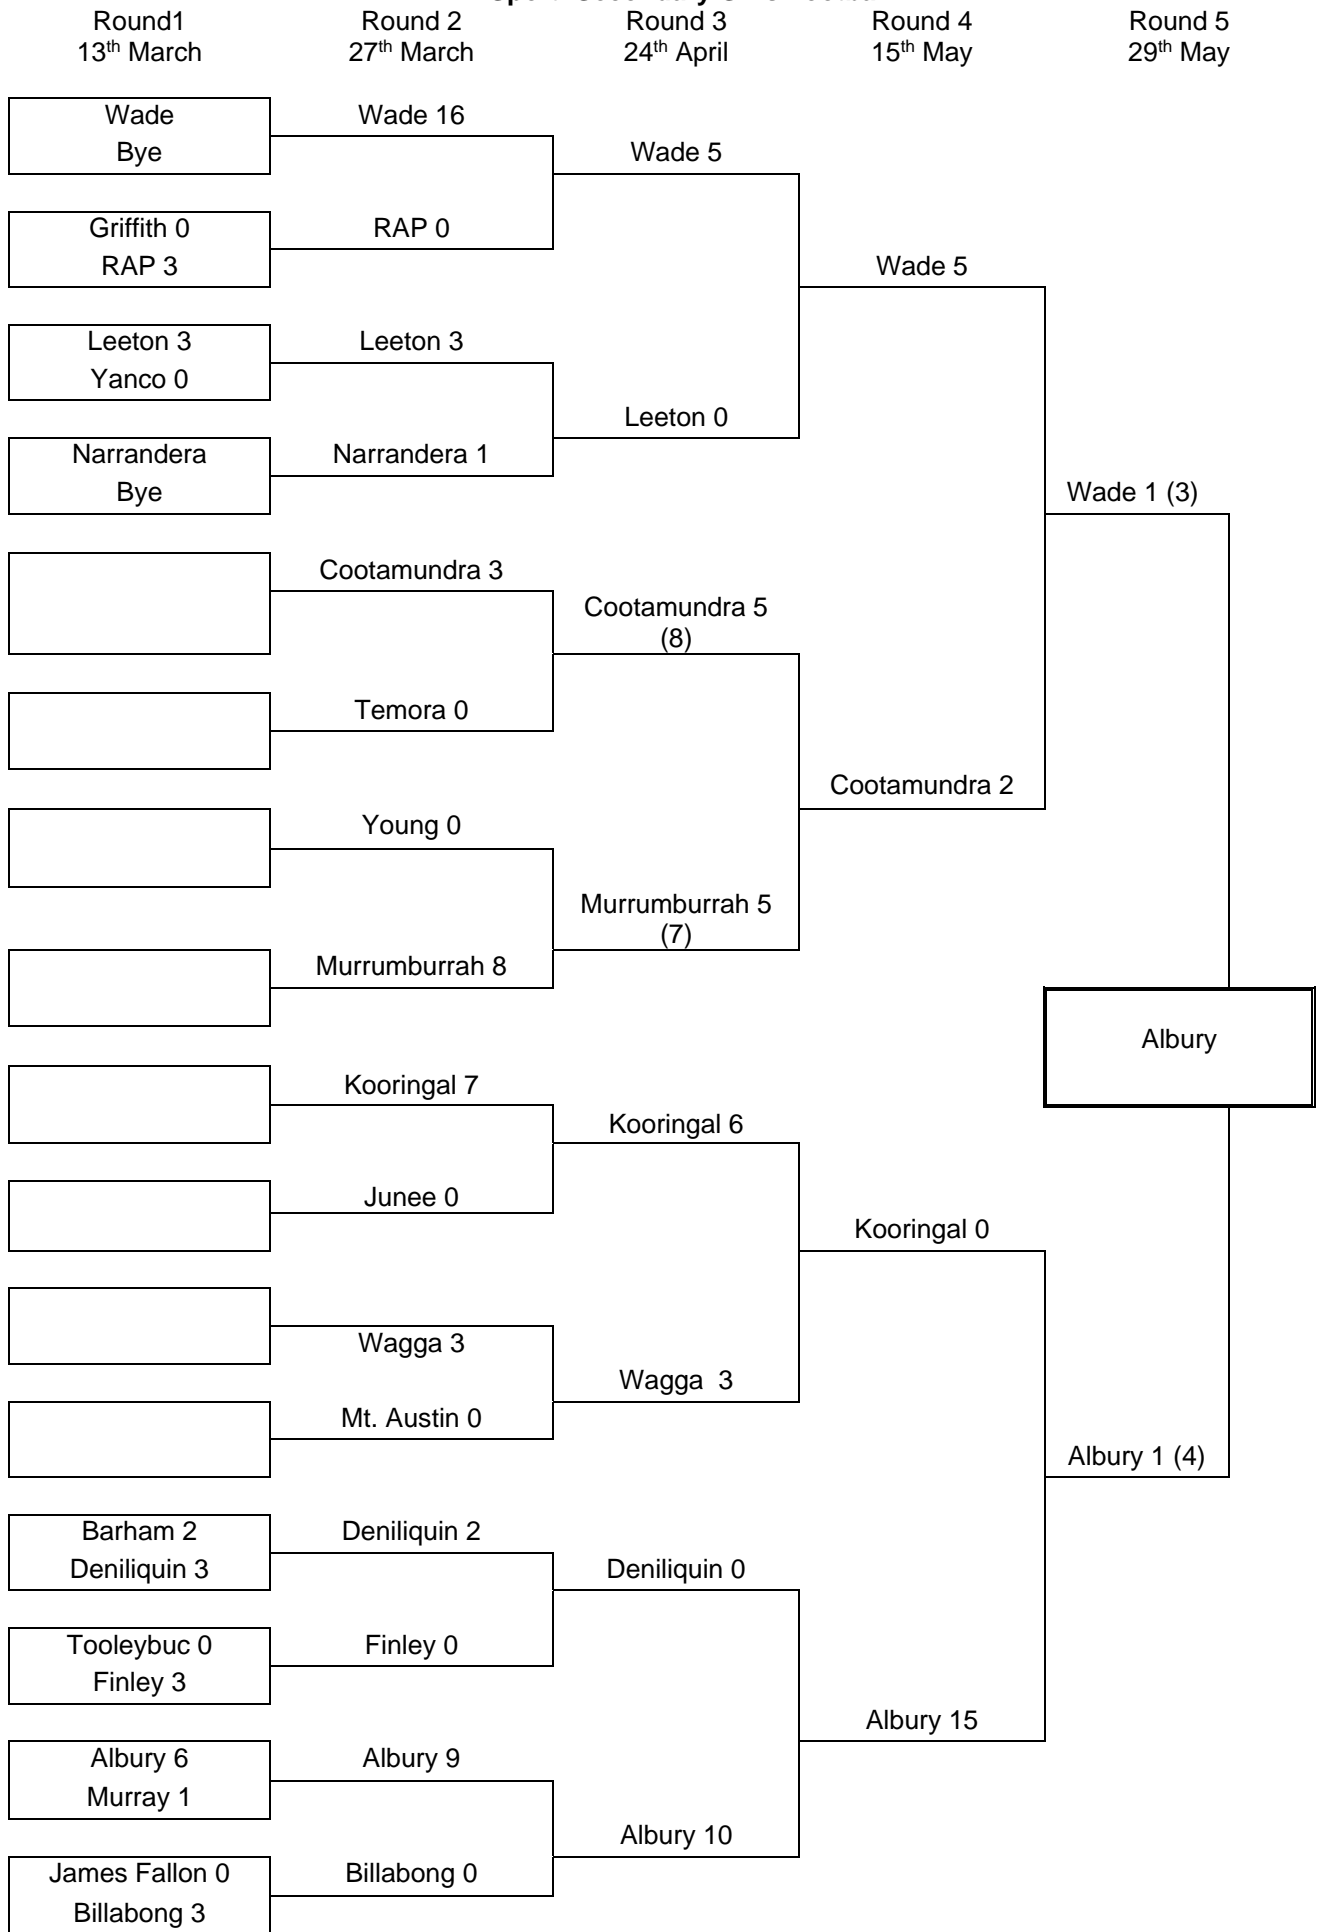 Round1
13th March
Round 2
27th March
Round 3
24th April
Round 4
15th May
Round 5
29th May
Wade
Bye
Wade 16
Wade 5
Griffith 0
RAP 3
RAP 0
Wade 5
Leeton 3
Yanco 0
Leeton 3
Leeton 0
Narrandera
Bye
Narrandera 1
Wade 1 (3)
Cootamundra 3
Cootamundra 5
(8)
Temora 0
Cootamundra 2
Young 0
Murrumburrah 5
(7)
Murrumburrah 8
Albury
Kooringal 7
Kooringal 6
Junee 0
Kooringal 0
Wagga 3
Wagga  3
Mt. Austin 0
Albury 1 (4)
Barham 2
Deniliquin 3
Deniliquin 2
Deniliquin 0
Tooleybuc 0
Finley 3
Finley 0
Albury 15
Albury 6
Murray 1
Albury 9
Albury 10
James Fallon 0
Billabong 3
Billabong 0